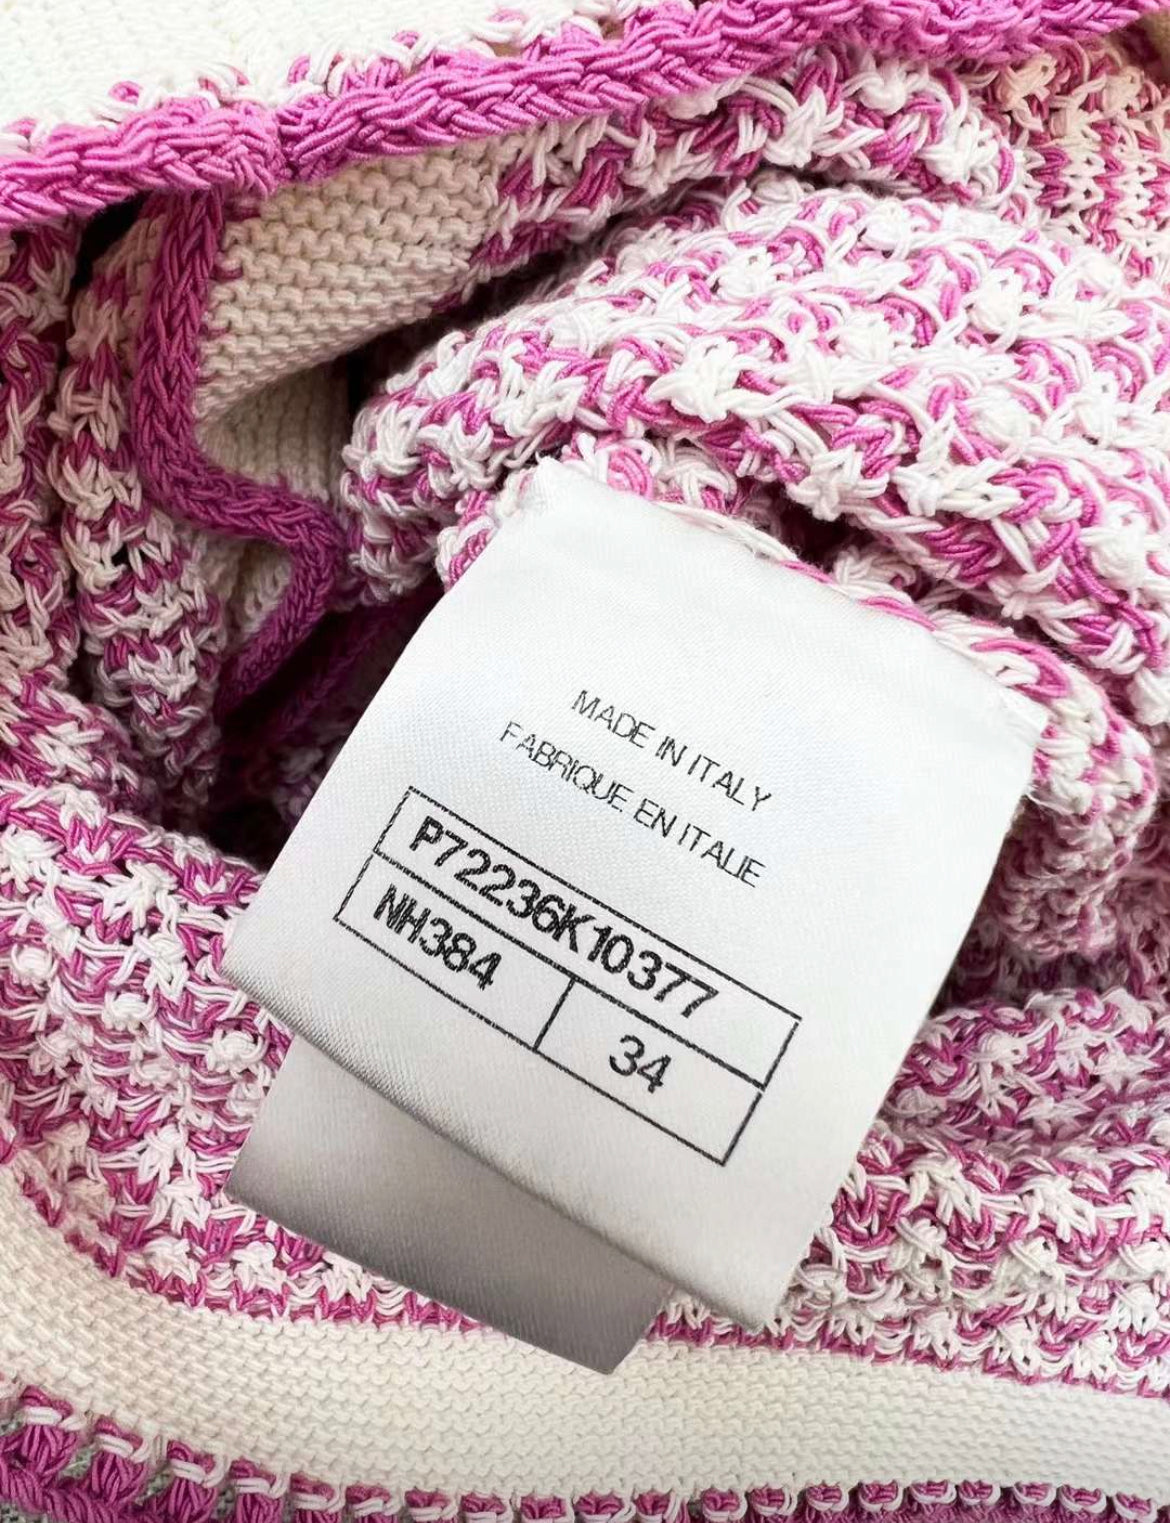 MADE IN ITALY
FABRIQUE EN ITALIE
P72236K10377
NH384
34